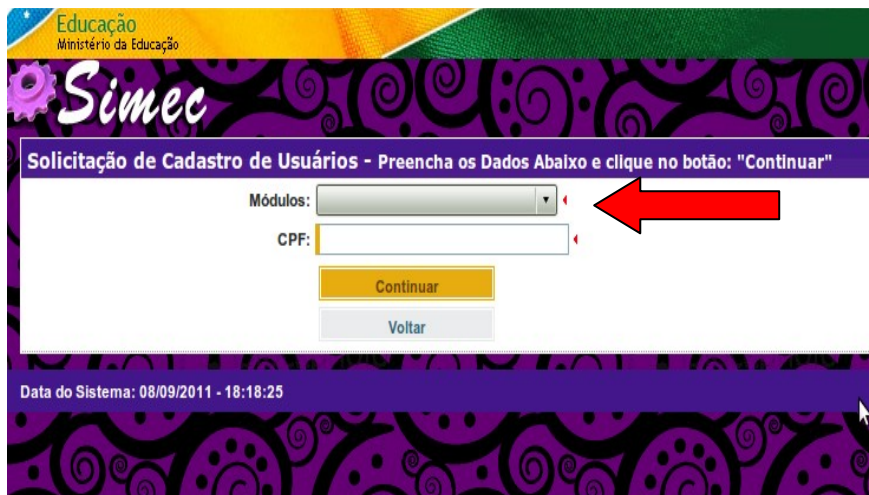 Educação
Ministério da Educação
Simec
Solicitação de Cadastro de Usuários - Preencha os Dados Abaixo e clique no botão: "Continuar"
Módulos:
CPF:
Continuar
Voltar
Data do Sistema: 08/09/2011 - 18:18:25